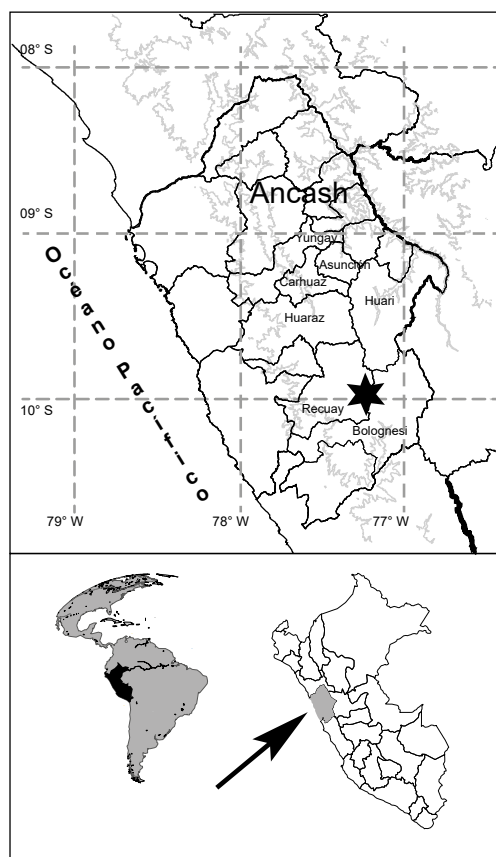 08° S
Ancash
09° S
Yungay
Asunción
Carhuaz
Huari
Huaraz
Océano Pacífico
10° S
Recuay
Bolognesi
79° W
78° W
77° W